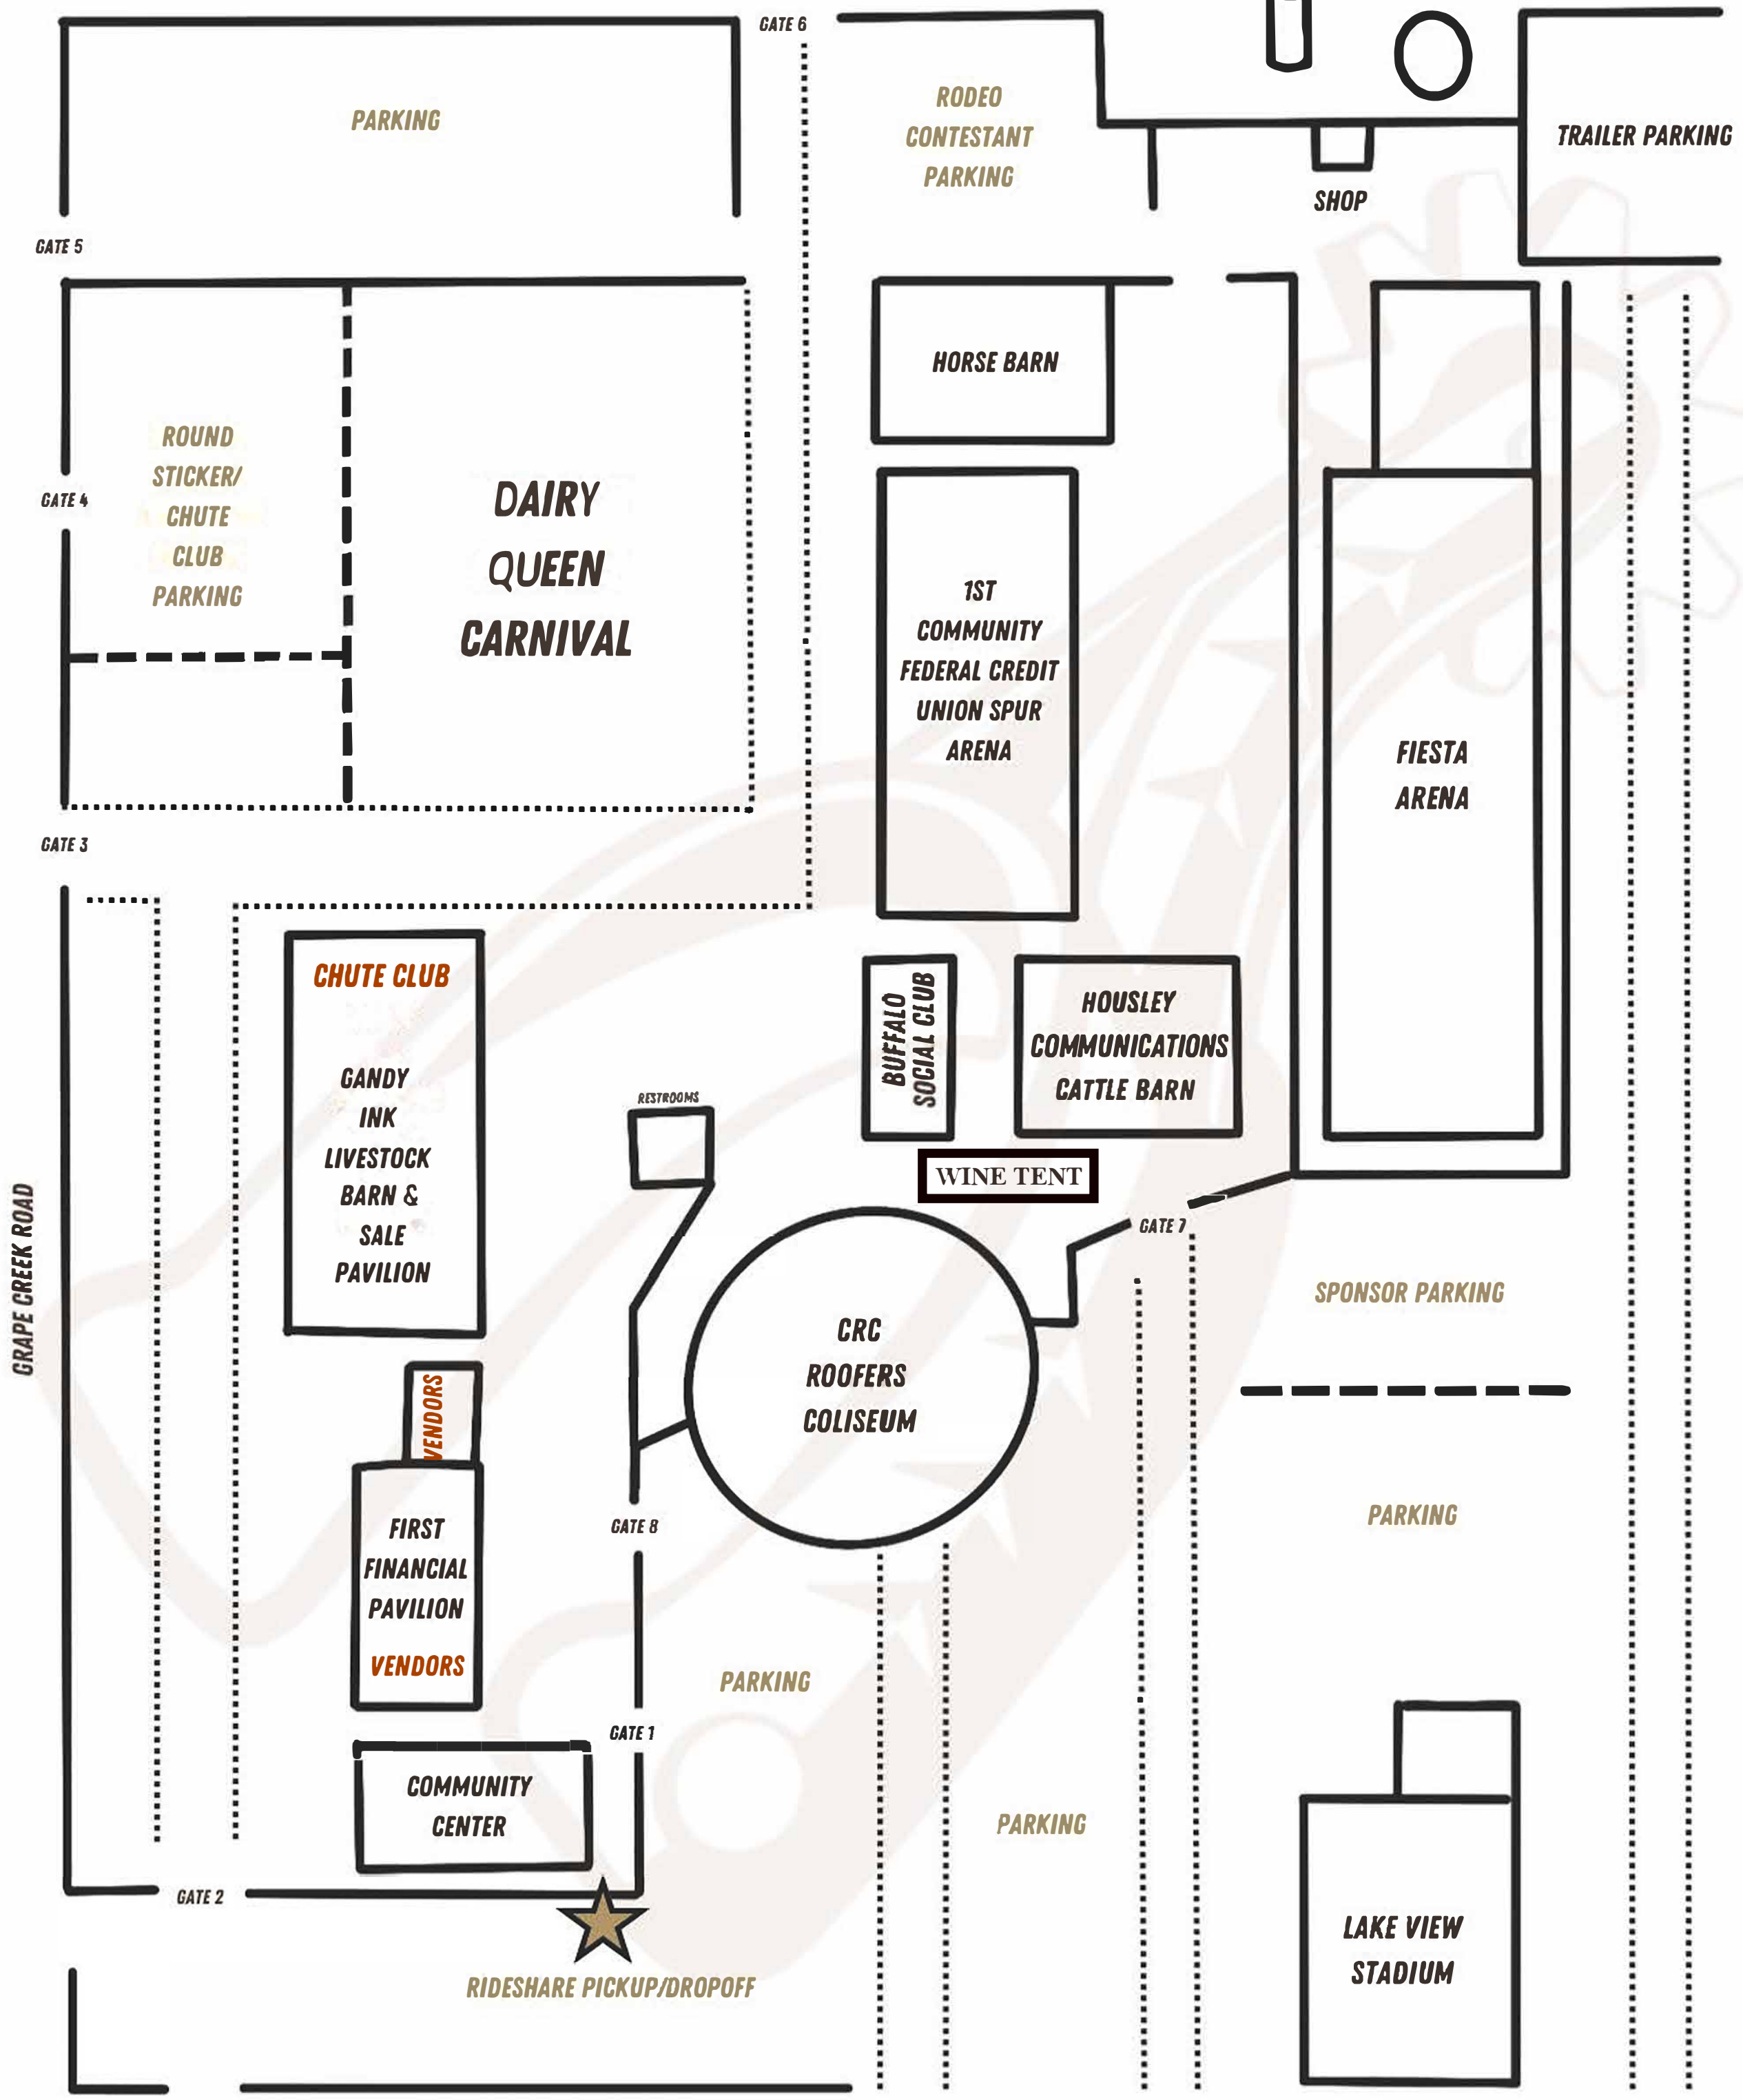 GATE 6
PARKING
RODEO
CONTESTANT
PARKING
TRAILER PARKING
SHOP
GATE 5
HORSE BARN
ROUND
STICKER/
CHUTE
CLUB
PARKING
GATE 4
DAIRY
QUEEN
CARNIVAL
1ST
COMMUNITY
FEDERAL CREDIT
UNION SPUR
ARENA
FIESTA
ARENA
GATE 3
CHUTE CLUB
GANDY
INK
LIVESTOCK
BARN &
SALE
PAVILION
BUFFALO
SOCIAL CLUB
HOUSLEY
COMMUNICATIONS
CATTLE BARN
RESTROOMS
WINE TENT
GATE 7
GRAPE CREEK ROAD
SPONSOR PARKING
CRC
ROOFERS
COLISEUM
VENDORS
FIRST
FINANCIAL
PAVILION
VENDORS
GATE 8
PARKING
PARKING
GATE 1
COMMUNITY
CENTER
PARKING
GATE 2
LAKE VIEW
STADIUM
RIDESHARE PICKUP/DROPOFF